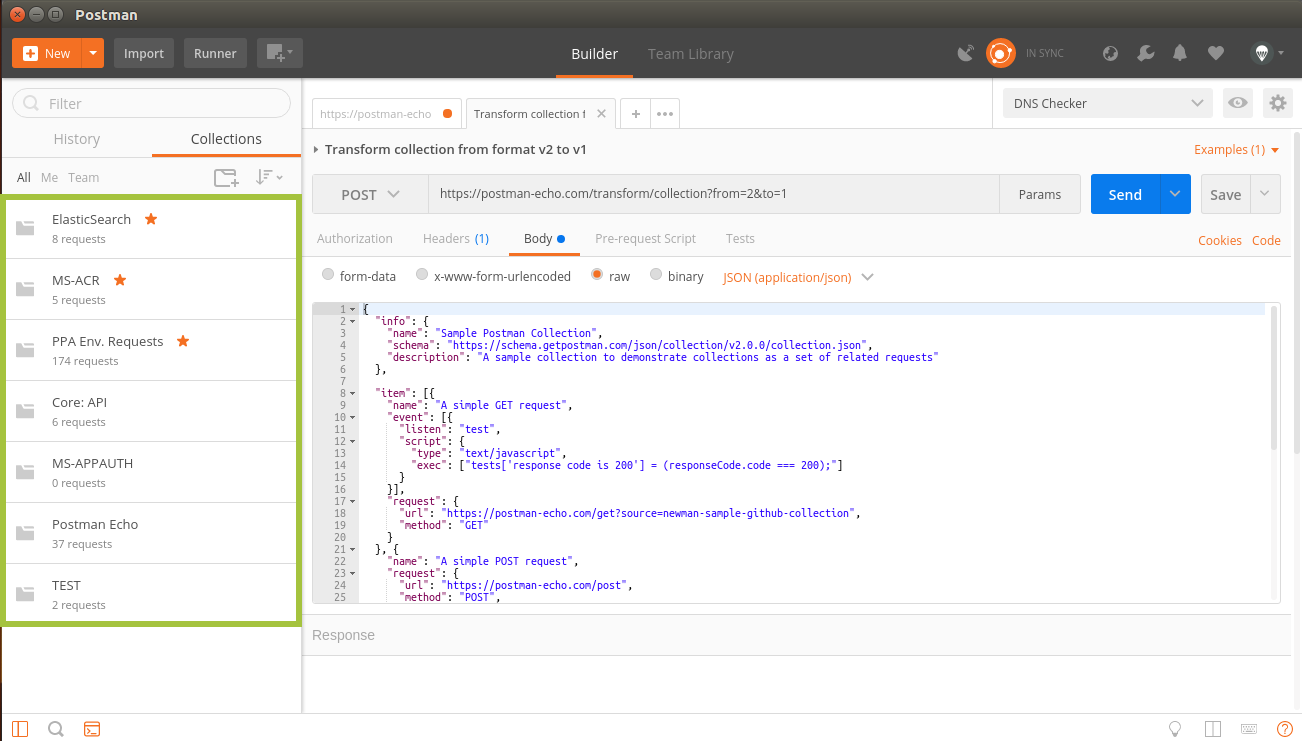 Postman
New
Import
Runner
Builder
Team Library
IN SYNC
Filter
History
Collections
All Me Team
ElasticSearch
8 requests
MS-ACR
5 requests
PPA Env. Requests
174 requests
Core: API
6 requests
MS-APPAUTH
0 requests
Postman Echo
37 requests
TEST
2 requests
https://postman-echo
Transform collection f
DNS Checker
Transform collection from format v2 to v1
Examples (1)
POST
https://postman-echo.com/transform/collection?from=2&to=1
Params
Send
Save
Authorization
Headers (1)
Body
Pre-request Script
Tests
Cookies
Code
form-data
x-www-form-urlencoded
raw
binary
JSON (application/json)
1 {
2 "info": {
3 "name": "Sample Postman Collection",
4 "schema": "https://schema.getpostman.com/json/collection/v2.0.0/collection.json",
5 "description": "A sample collection to demonstrate collections as a set of related requests"
6 },
7
8 "item": [{
9 "name": "A simple GET request",
10 "event": [{
11 "listen": "test",
12 "script": {
13 "type": "text/javascript",
14 "exec": ["tests['response code is 200'] = (responseCode.code === 200);"]
15 }
16 }],
17 "request": {
18 "url": "https://postman-echo.com/get?source=newman-sample-github-collection",
19 "method": "GET"
20 }
21 }, {
22 "name": "A simple POST request",
23 "request": {
24 "url": "https://postman-echo.com/post",
25 "method": "POST",
Response